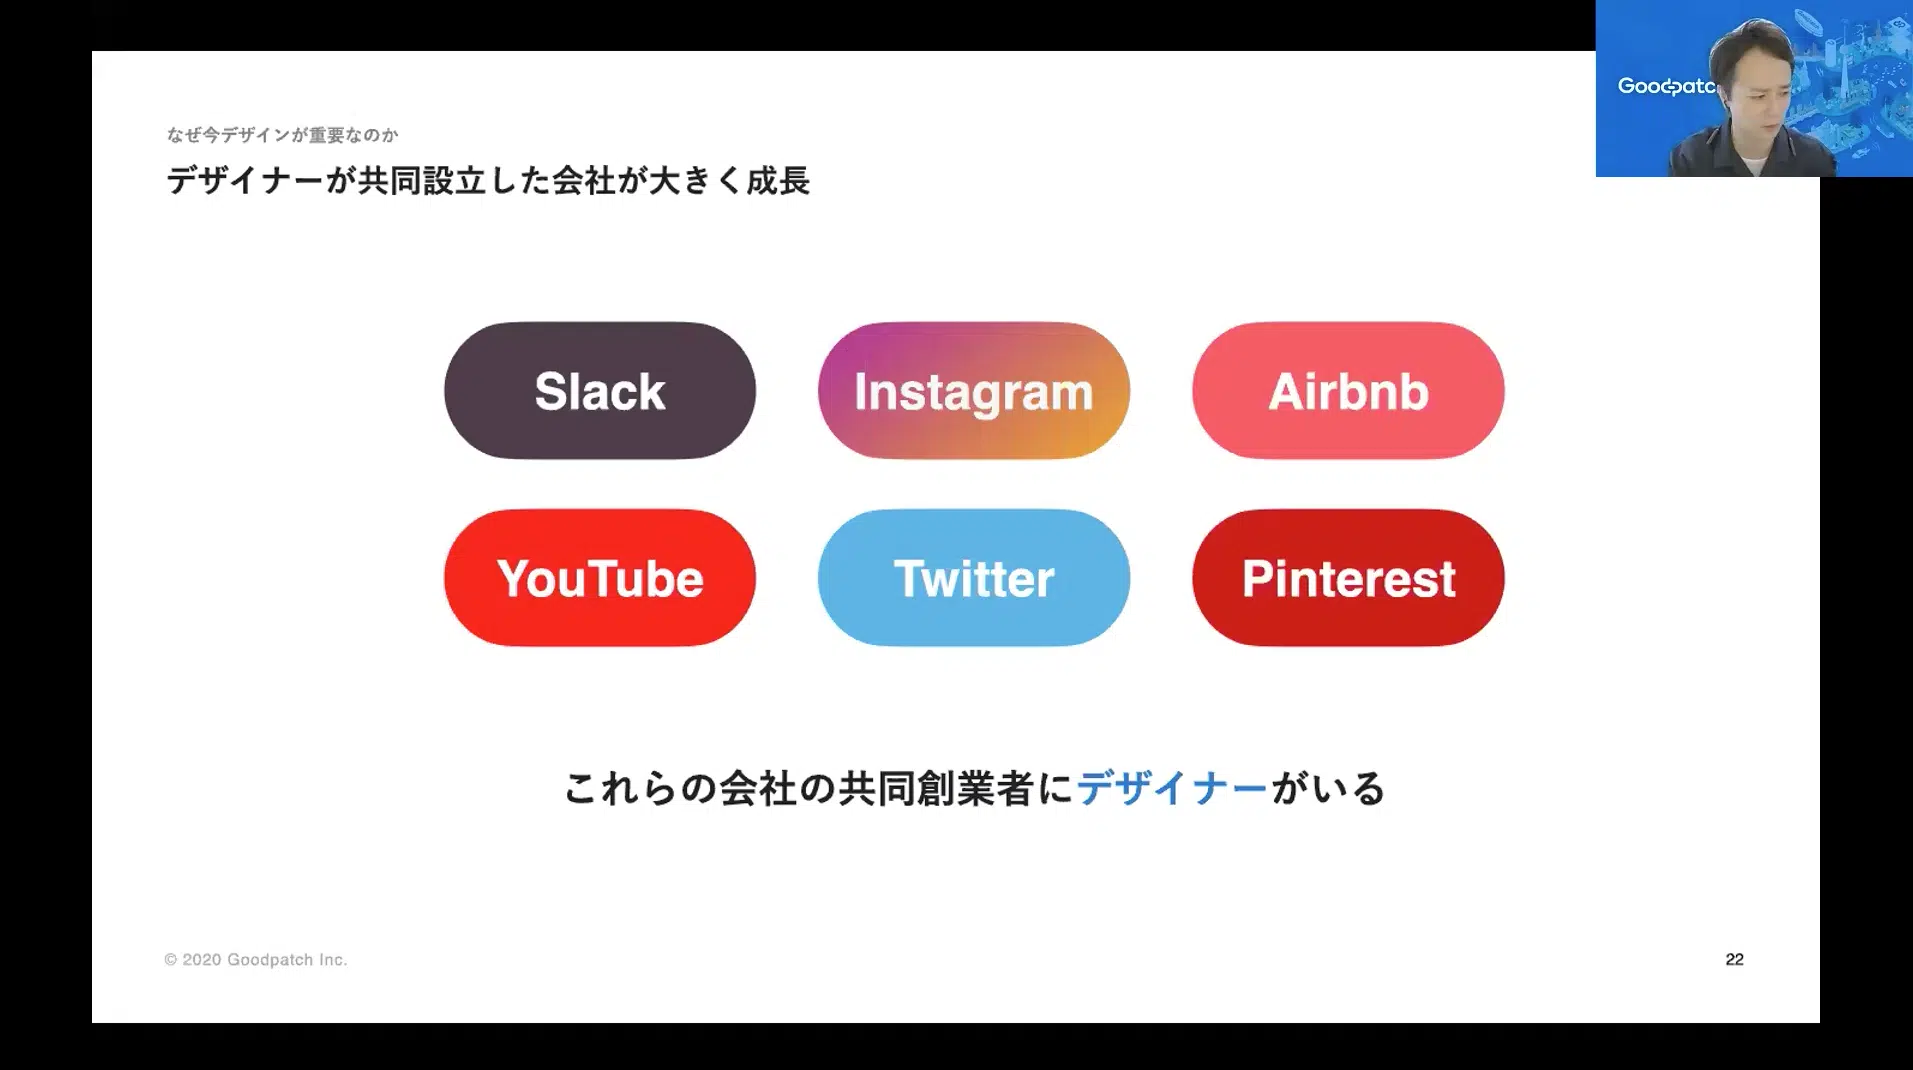 なぜ今デザインが重要なのか
デザイナーが共同設立した会社が大きく成長
Goodpatc
Slack
Instagram
Airbnb
YouTube
Twitter
Pinterest
これらの会社の共同創業者にデザイナーがいる
© 2020 Goodpatch Inc.
22